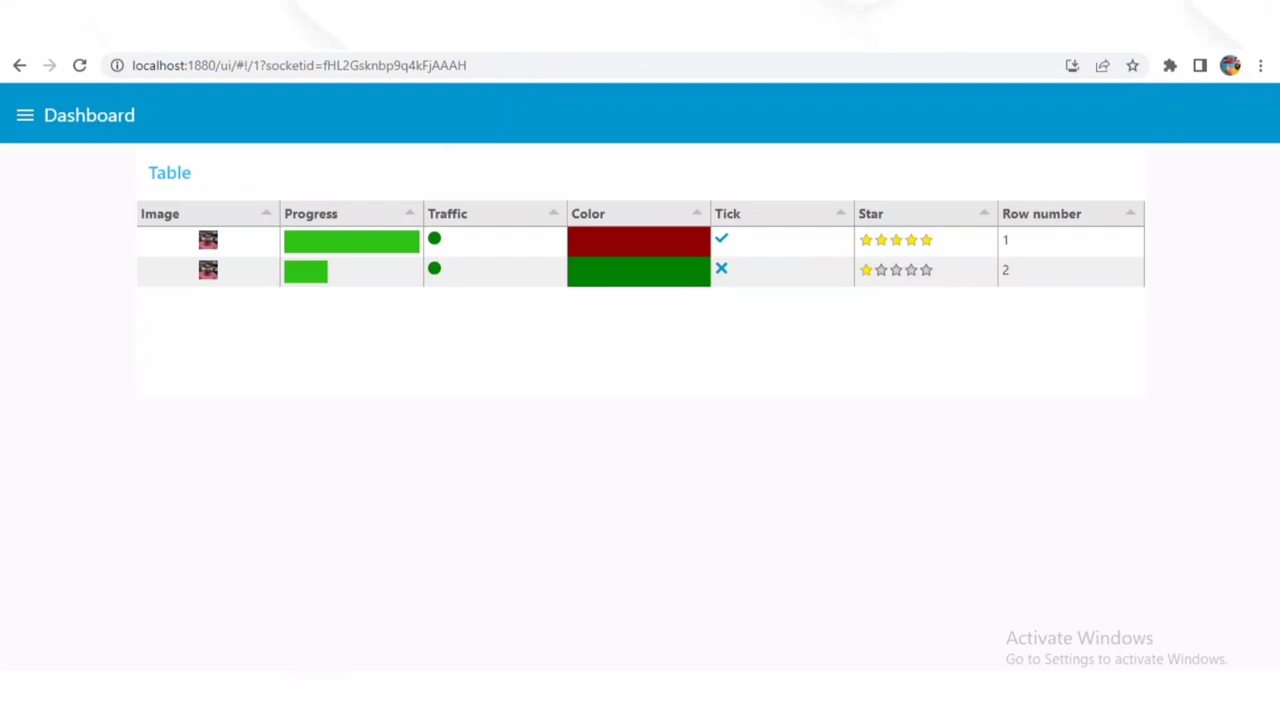 localhost:1880/ui/#!/1?socketid=fHL2Gsknbp9q4kFjAAAH
Dashboard
Table
Image Progress Traffic Color Tick Star Row number
1
2
Activate Windows
Go to Settings to activate Windows.